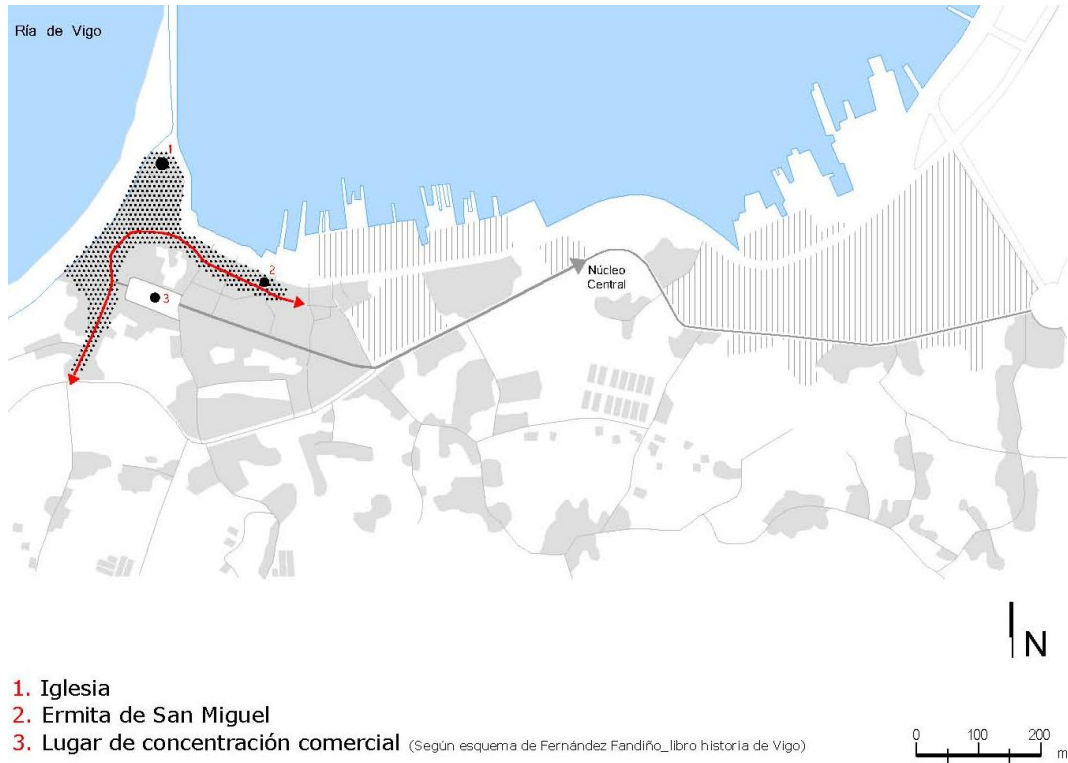 Ría de Vigo
1
2
3
Núcleo
Central
N
1. Iglesia
2. Ermita de San Miguel
3. Lugar de concentración comercial (Según esquema de Fernández Fandiño_libro historia de Vigo)
0 100 200
m